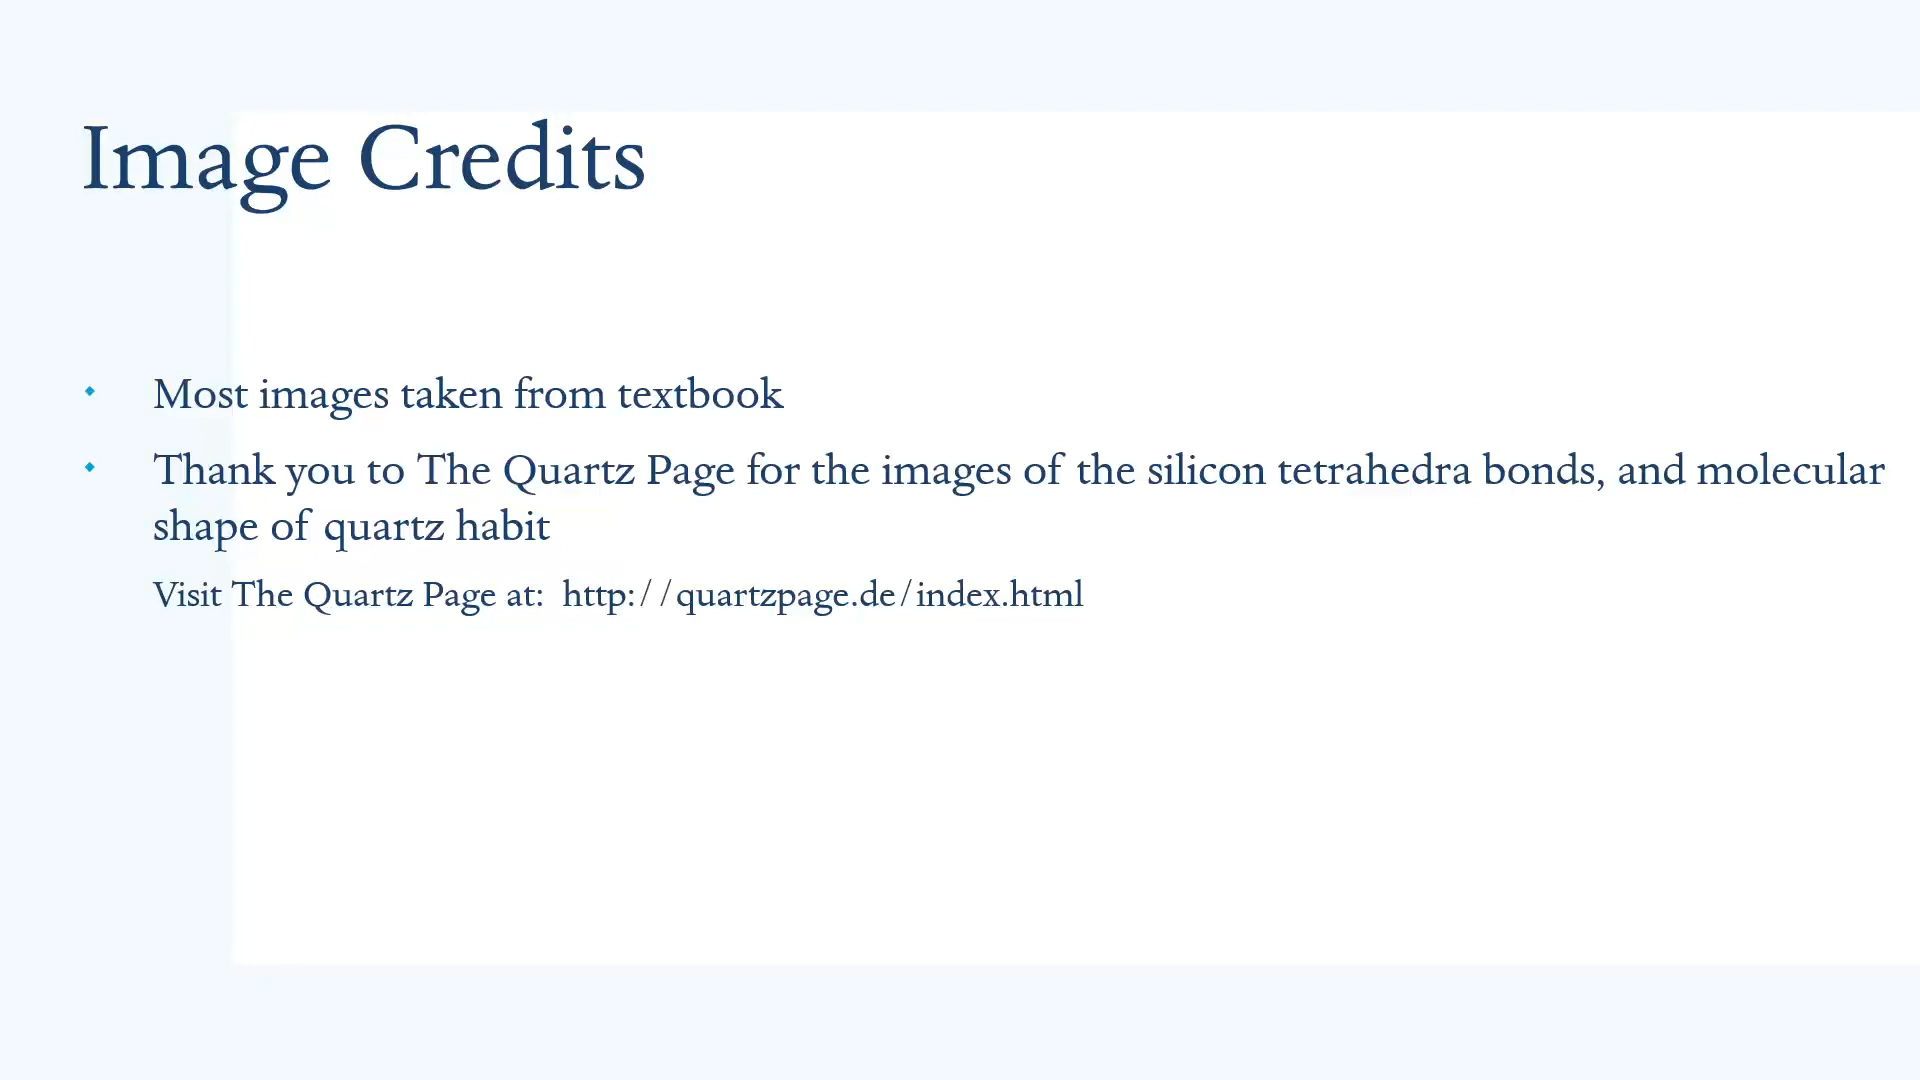 Image Credits
Most images taken from textbook
Thank you to The Quartz Page for the images of the silicon tetrahedra bonds, and molecular
shape of quartz habit
Visit The Quartz Page at:  http://quartzpage.de/index.html